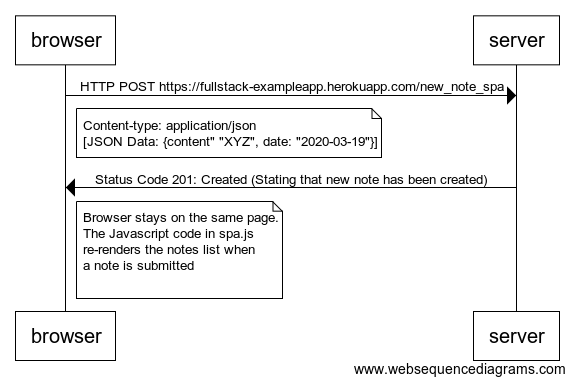 browser
server
HTTP POST https://fullstack-exampleapp.herokuapp.com/new_note_spa
Content-type: application/json
[JSON Data: {content" "XYZ", date: "2020-03-19"}]
Status Code 201: Created (Stating that new note has been created)
Browser stays on the same page.
The Javascript code in spa.js
re-renders the notes list when
a note is submitted
browser
server
www.websequencediagrams.com